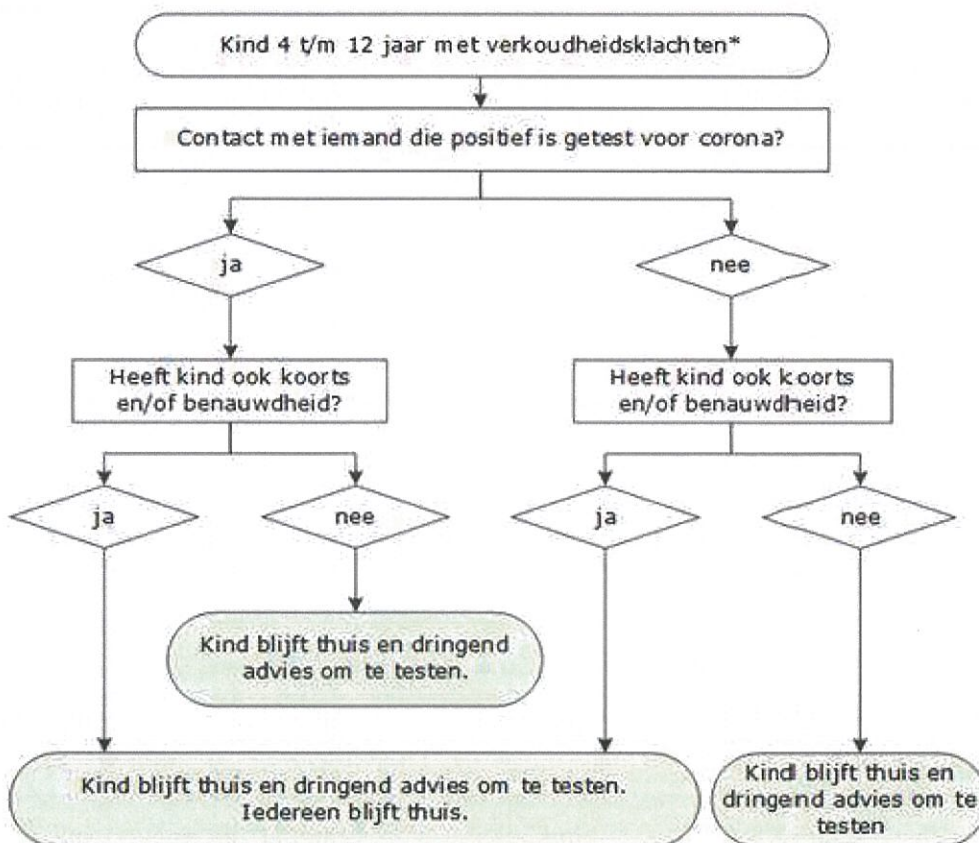 Kind 4 t/m 12 jaar met verkoudheidsklachten*
Contact met iemand die positief is getest voor corona?
ja
nee
Heeft kind ook koorts
en/of benauwdheid?
Heeft kind ook koorts
en/of benauwdheid?
ja
nee
ja
nee
Kind blijft thuis en dringend
advies om te testen.
Kind blijft thuis en dringend advies om te testen.
Iedereen blijft thuis.
Kind blijft thuis en
dringend advies om te
testen